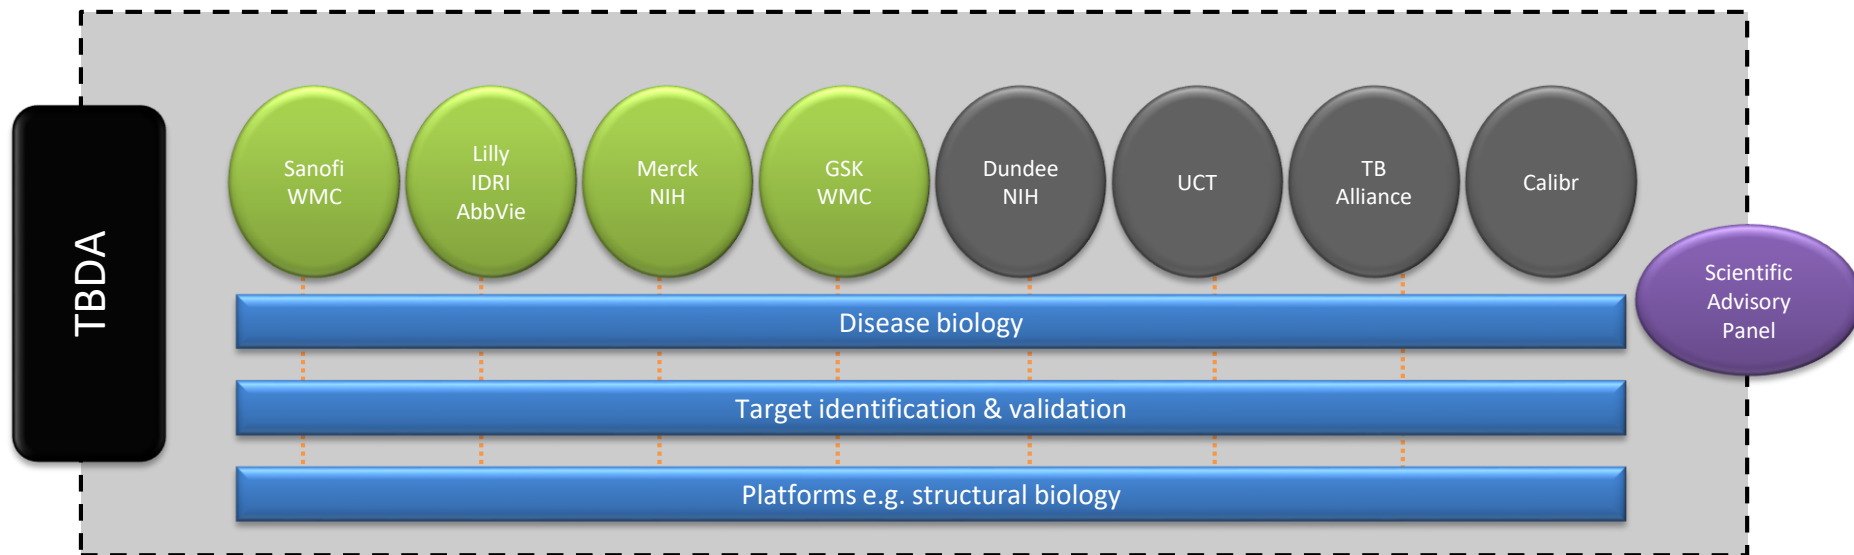 TBDA
Sanofi
WMC
Lilly
IDRI
AbbVie
Merck
NIH
GSK
WMC
Dundee
NIH
UCT
TB
Alliance
Calibr
Scientific
Advisory
Panel
Disease biology
Target identification & validation
Platforms e.g. structural biology